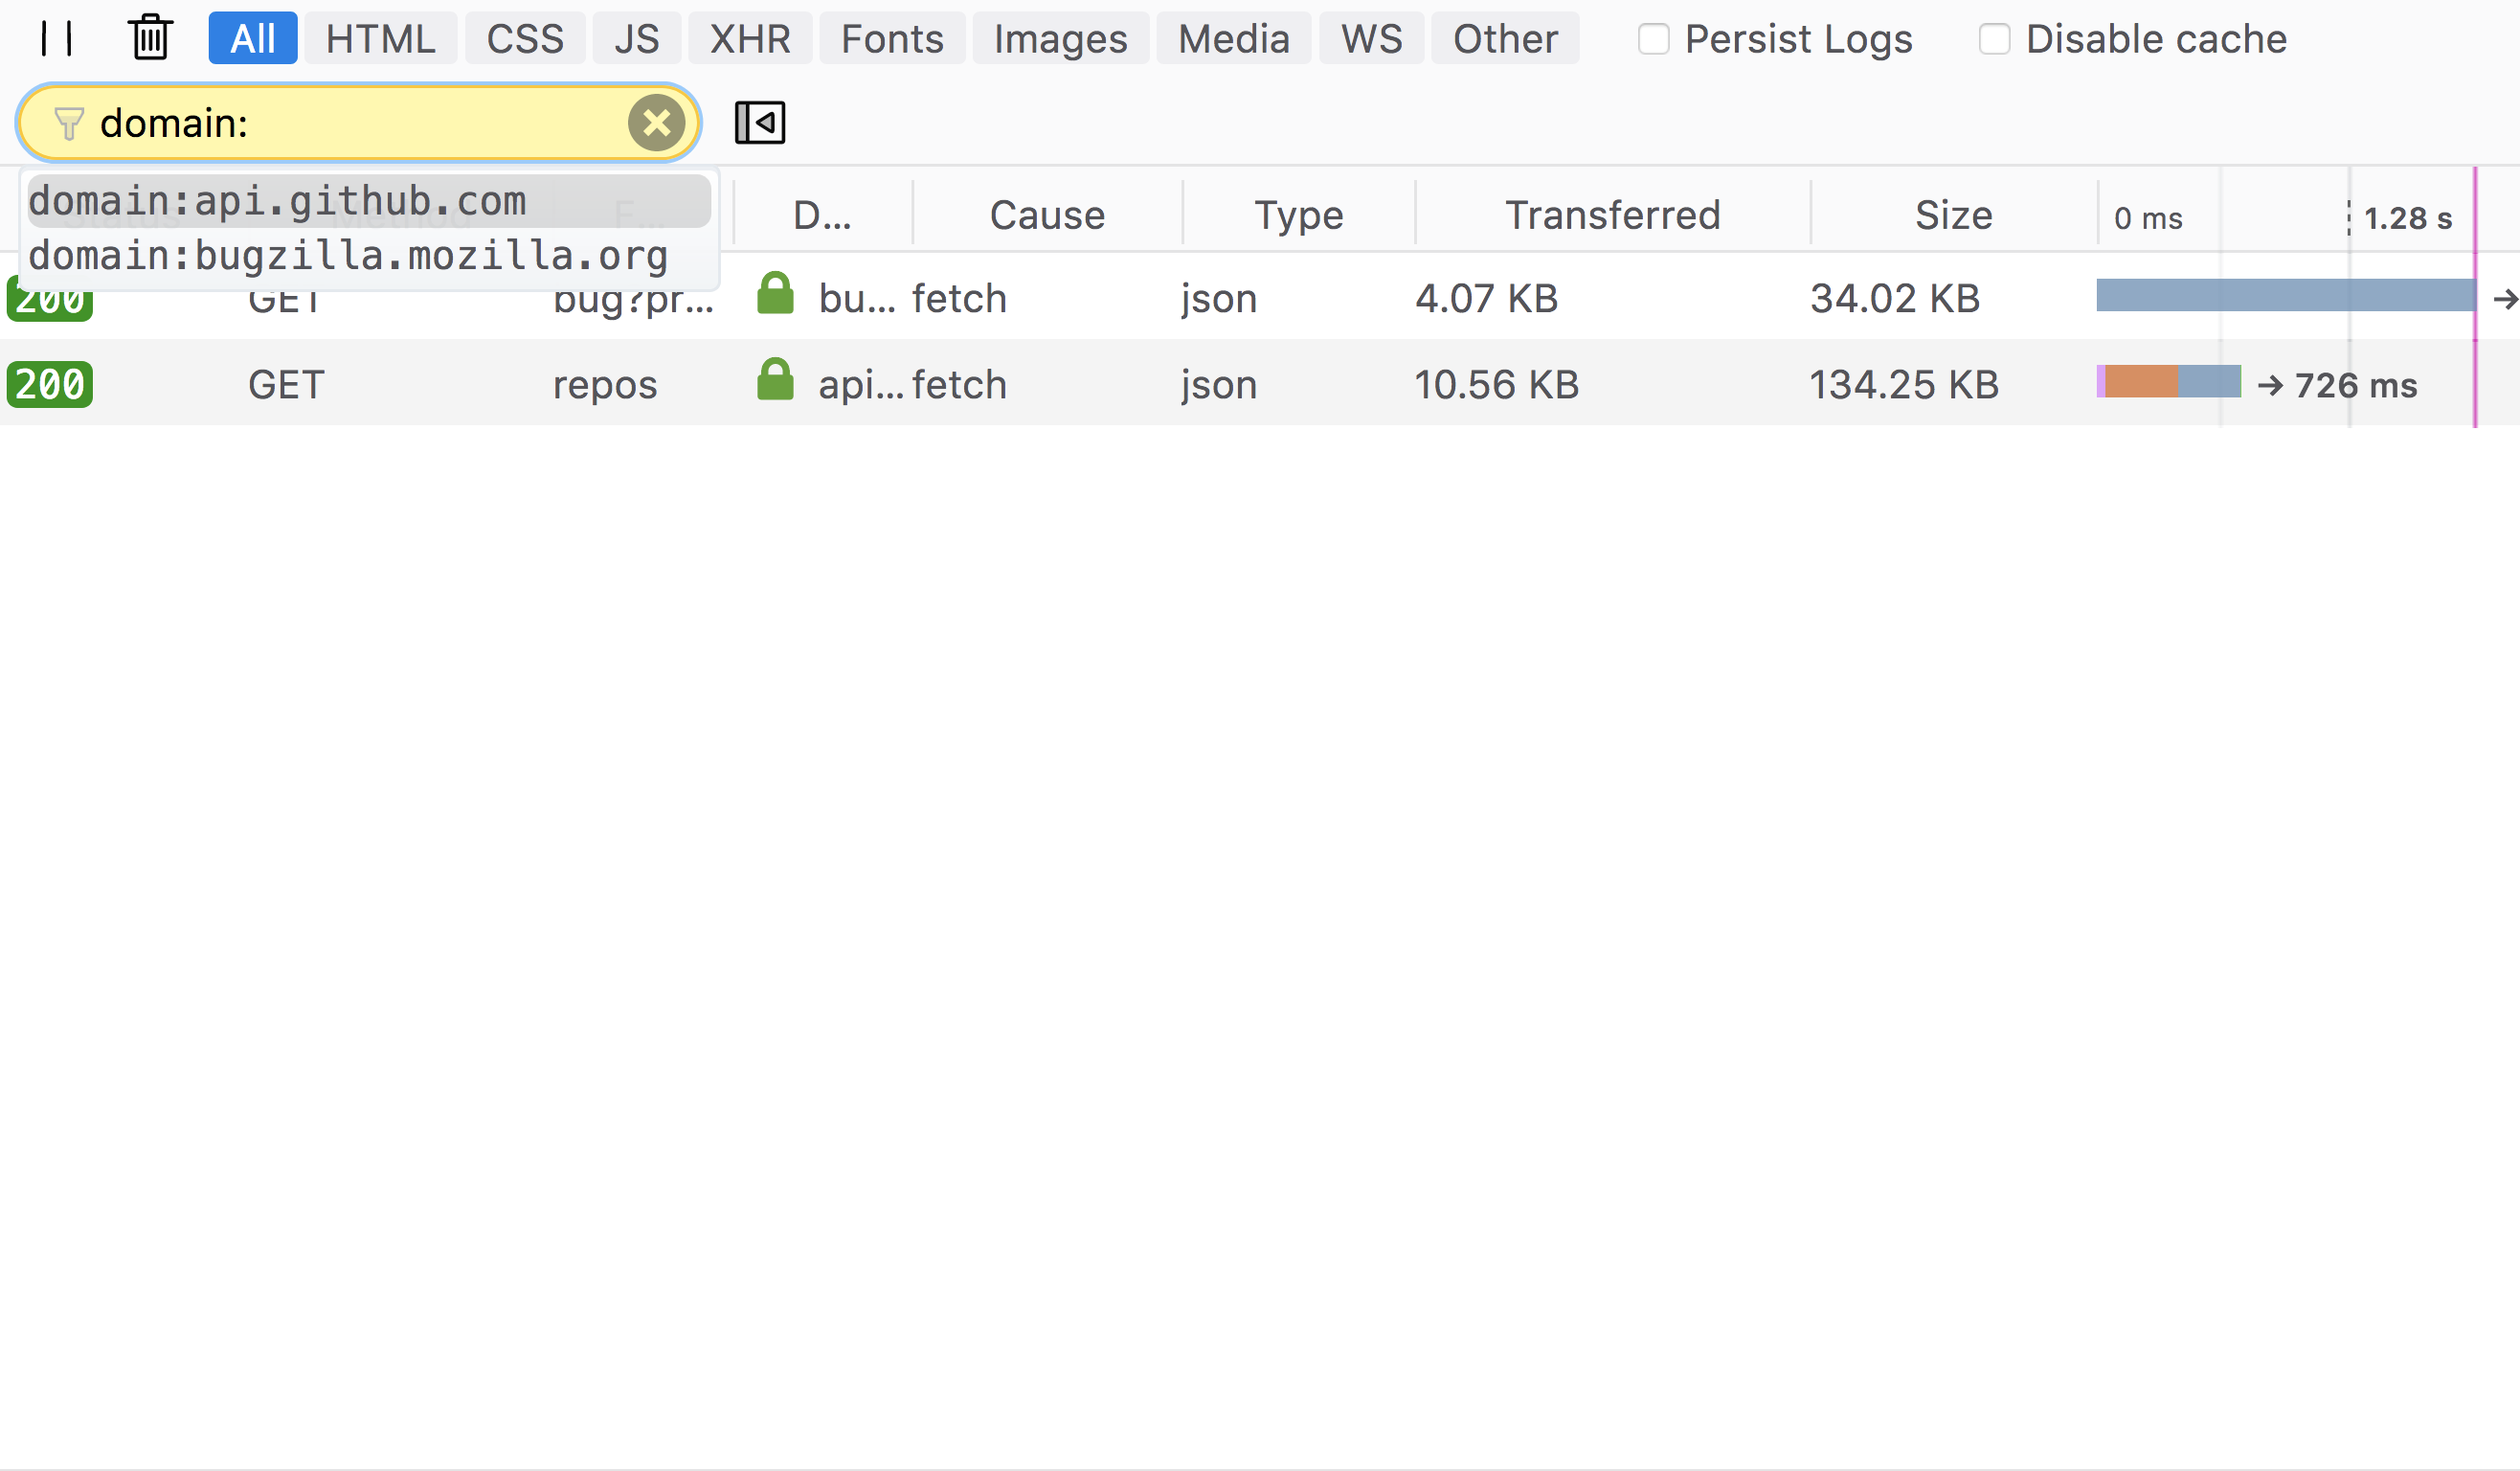 All HTML CSS JS XHR Fonts Images Media WS Other Persist Logs Disable cache
domain:
domain:api.github.com
domain:bugzilla.mozilla.org
Status Method F... D... Cause Type Transferred Size 0 ms 1.28 s
200 GET bug?pr... bu... fetch json 4.07 KB 34.02 KB →
200 GET repos api... fetch json 10.56 KB 134.25 KB → 726 ms